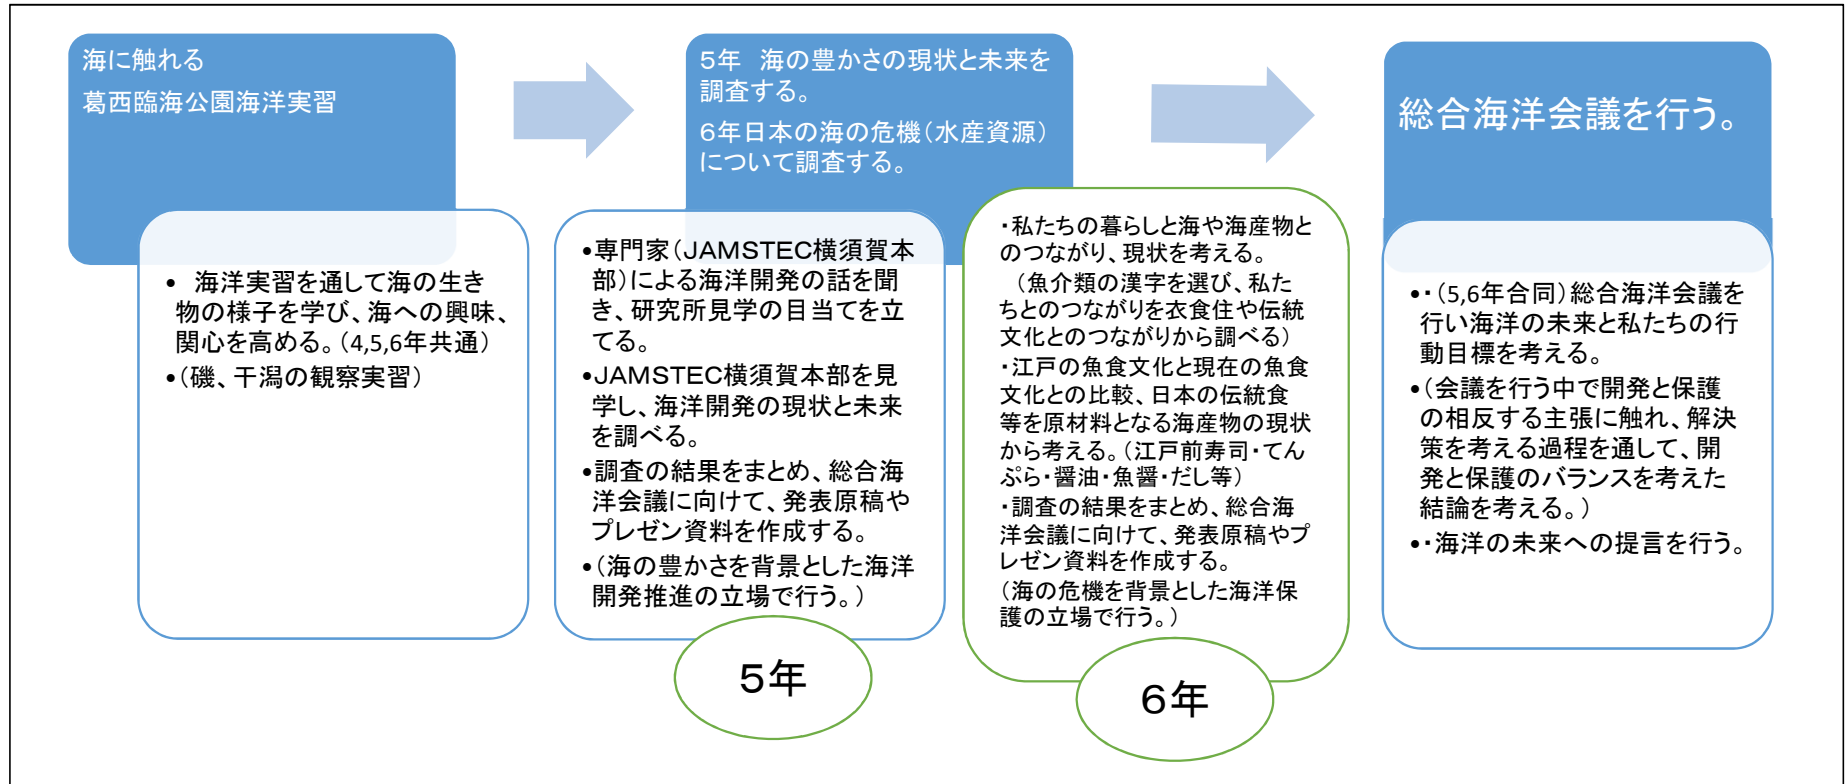 海に触れる
葛西臨海公園海洋実習
• 海洋実習を通して海の生き
物の様子を学び、海への興味、
関心を高める。(4,5,6年共通)
•(磯、干潟の観察実習)
5年 海の豊かさの現状と未来を
調査する。
6年日本の海の危機(水産資源)
について調査する。
•専門家(JAMSTEC横須賀本
部)による海洋開発の話を聞
き、研究所見学の目当てを立
てる。
•JAMSTEC横須賀本部を見
学し、海洋開発の現状と未来
を調べる。
•調査の結果をまとめ、総合海
洋会議に向けて、発表原稿や
プレゼン資料を作成する。
•(海の豊かさを背景とした海洋
開発推進の立場で行う。)
5年
・私たちの暮らしと海や海産物と
のつながり、現状を考える。
(魚介類の漢字を選び、私た
ちとのつながりを衣食住や伝統
文化とのつながりから調べる)
・江戸の魚食文化と現在の魚食
文化との比較、日本の伝統食
等を原材料となる海産物の現状
から考える。(江戸前寿司・てん
ぷら・醤油・魚醤・だし等)
・調査の結果をまとめ、総合海
洋会議に向けて、発表原稿やプ
レゼン資料を作成する。
(海の危機を背景とした海洋保
護の立場で行う。)
6年
総合海洋会議を行う。
•・(5,6年合同)総合海洋会議を
行い海洋の未来と私たちの行
動目標を考える。
•(会議を行う中で開発と保護
の相反する主張に触れ、解決
策を考える過程を通して、開
発と保護のバランスを考えた
結論を考える。)
•・海洋の未来への提言を行う。